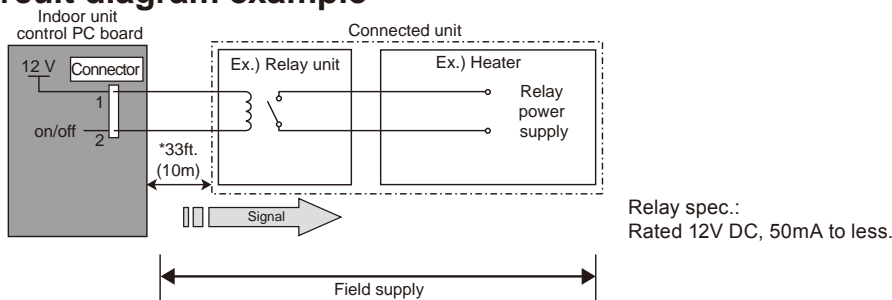 Indoor unit
control PC board
Connected unit
12 V
Connector
Ex.) Relay unit
Ex.) Heater
1
Relay
power
supply
on/off
2
*33ft.
(10m)
Signal
Relay spec.:
Rated 12V DC, 50mA to less.
Field supply